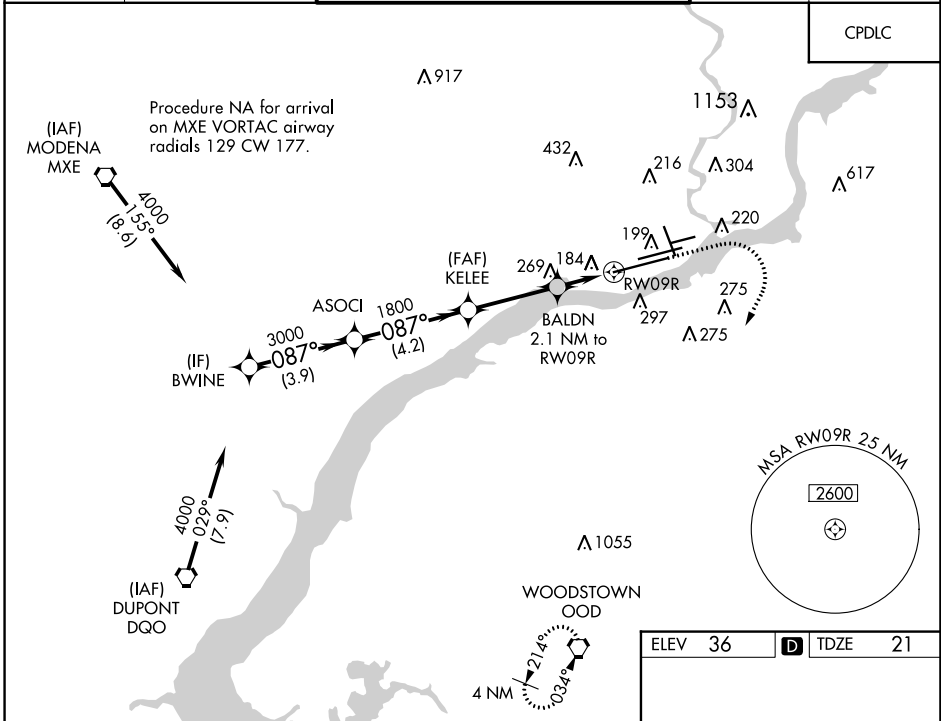 CPDLC
917
1153
Procedure NA for arrival
on MXE VORTAC airway
radials 129 CW 177.
(IAF)
MODENA
MXE
432
216
304
617
4000
155°
(8.6)
199
220
(FAF)
KELEE
269
184
RW09R
ASOCI
1800
087°
(4.2)
3000
087°
(3.9)
(IF)
BWINE
BALDN
2.1 NM to
RW09R
297
275
275
MSA RW09R 25 NM
2600
4000
029°
(7.9)
(IAF)
DUPONT
DQO
1055
WOODSTOWN
OOD
214°
034°
4 NM
ELEV 36 D TDZE 21